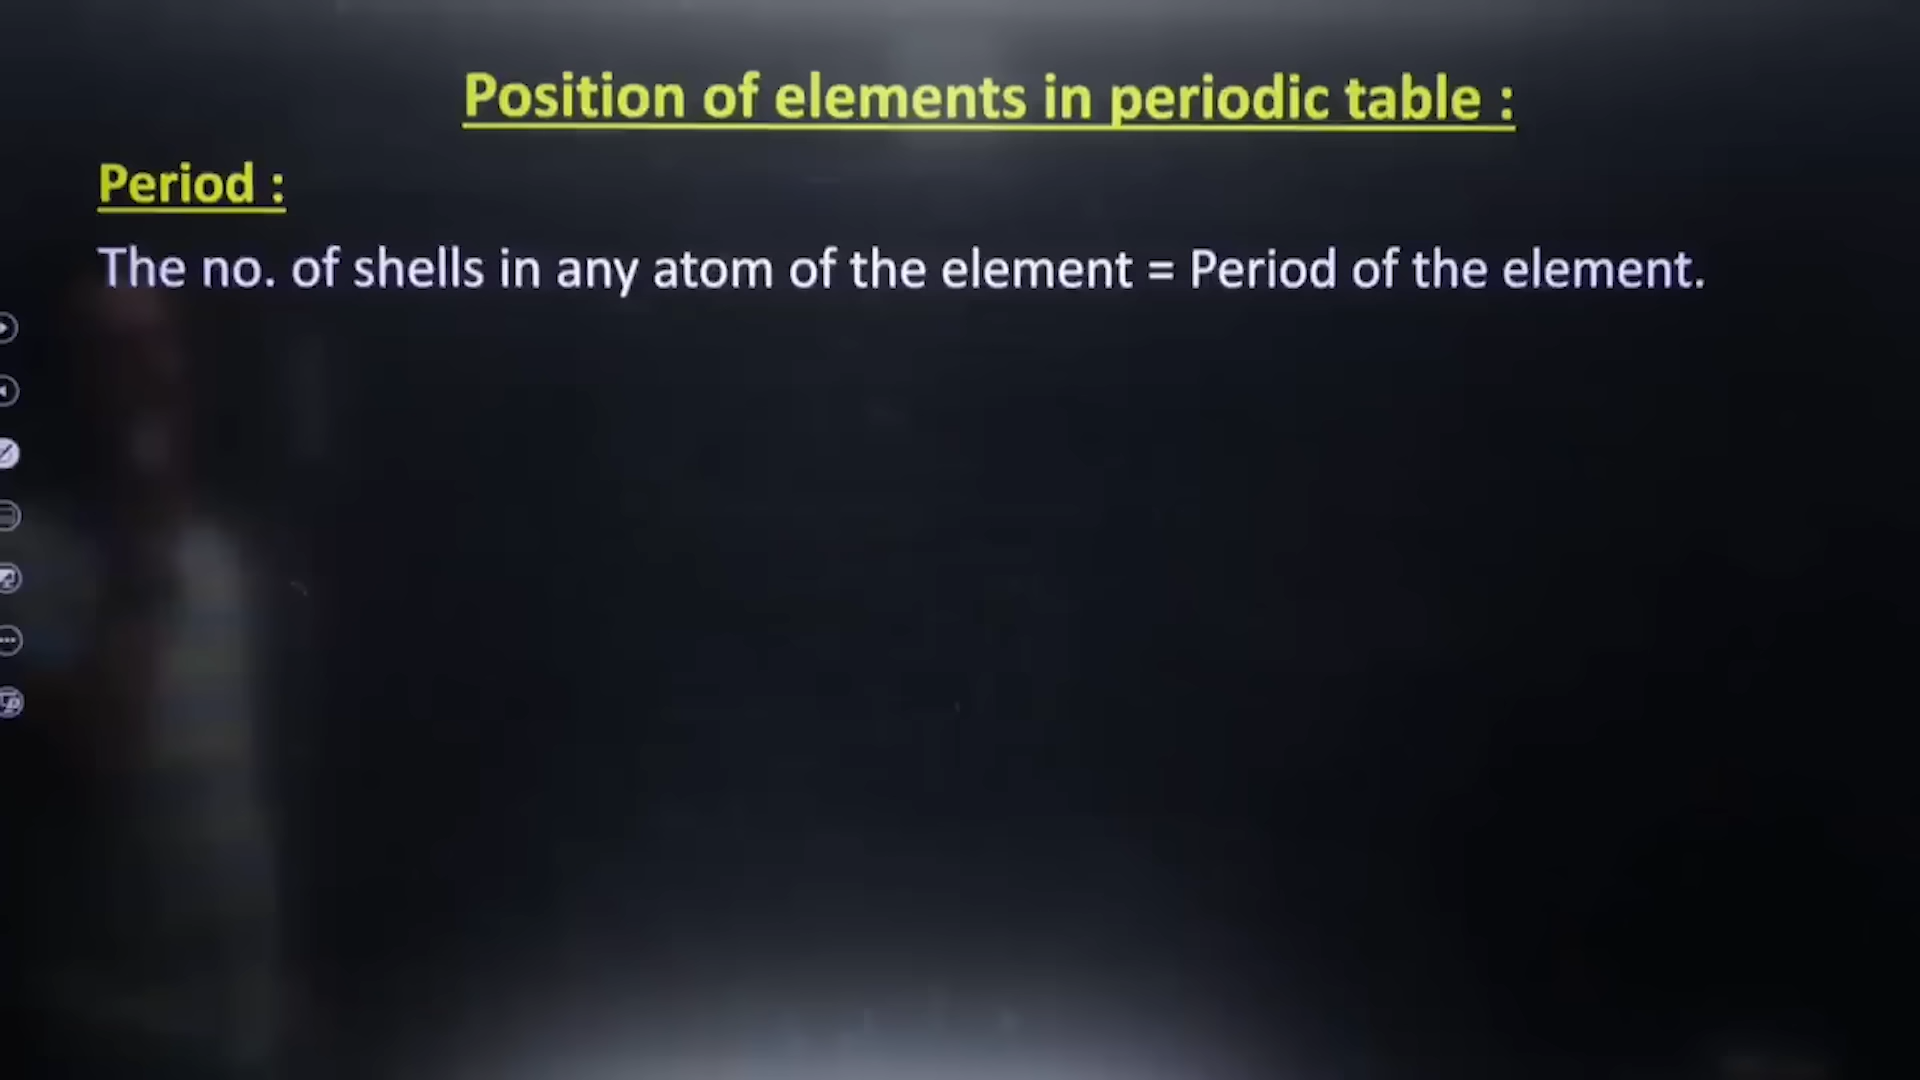 Position of elements in periodic table :
Period :
The no. of shells in any atom of the element = Period of the element.